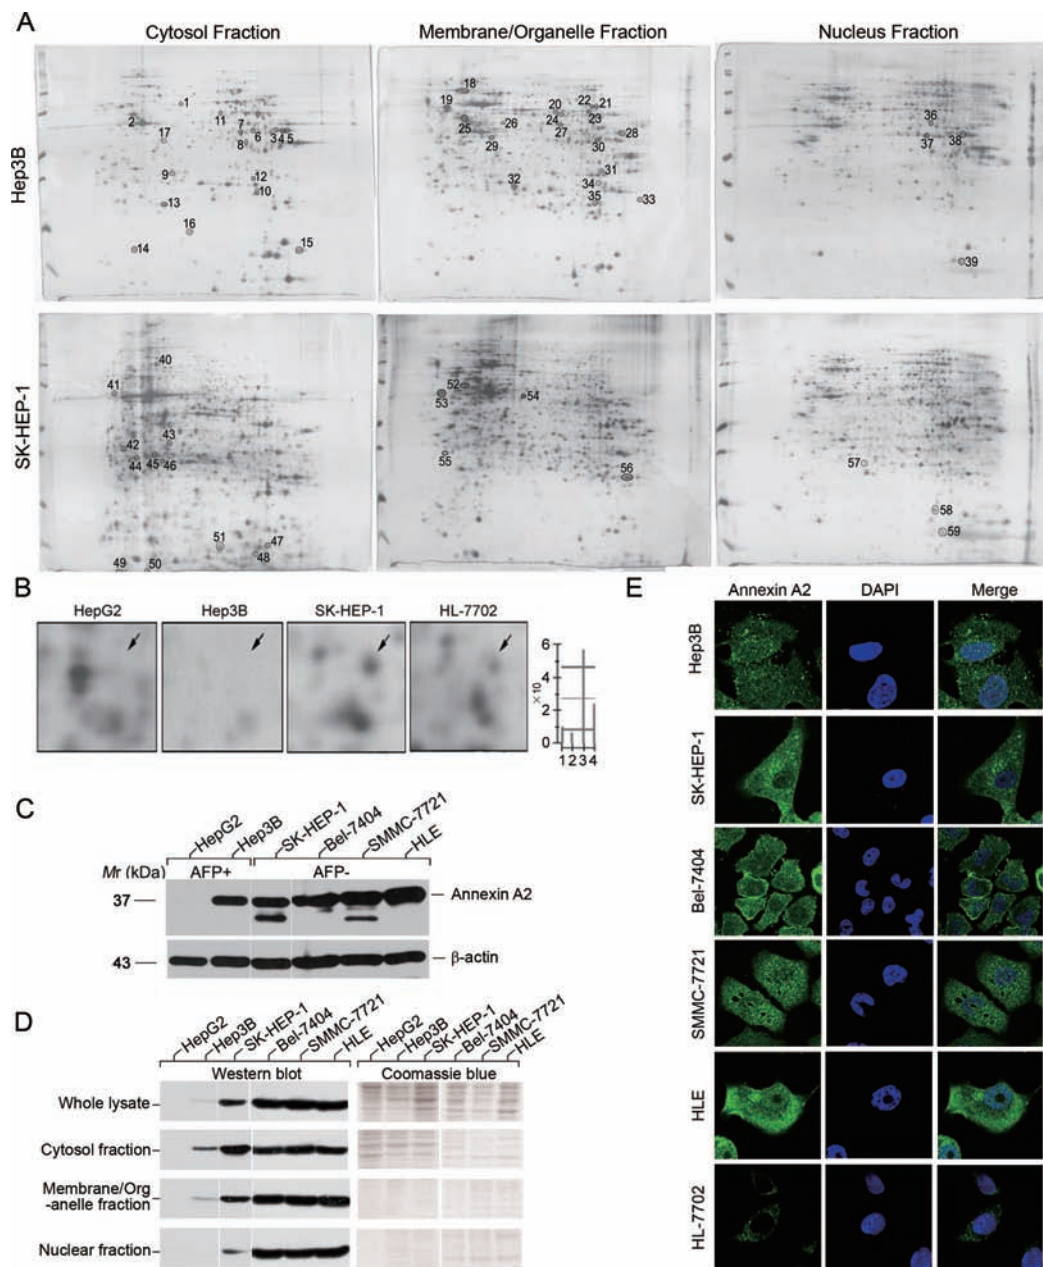 A
Cytosol Fraction
Membrane/Organelle Fraction
Nucleus Fraction
Hep3B
1
2
17
11
7
8
6
3
4
5
9
12
10
13
16
14
15
18
19
20
22
21
25
26
24
27
23
28
29
30
32
31
34
35
33
36
37
38
39
SK-HEP-1
40
41
42
43
44
45
46
51
47
48
49
50
52
53
54
55
56
57
58
59
B
HepG2
Hep3B
SK-HEP-1
HL-7702
6
4
×10
2
0
1 2 3 4
C
HepG2
Hep3B
SK-HEP-1
Bel-7404
SMMC-7721
HLE
Mr (kDa)
AFP+
AFP-
37
Annexin A2
43
β-actin
D
HepG2
Hep3B
SK-HEP-1
Bel-7404
SMMC-7721
HLE
HepG2
Hep3B
SK-HEP-1
Bel-7404
SMMC-7721
HLE
Western blot
Coomassie blue
Whole lysate
Cytosol fraction
Membrane/Org
-anelle fraction
Nuclear fraction
E
Annexin A2
DAPI
Merge
Hep3B
SK-HEP-1
Bel-7404
SMMC-7721
HLE
HL-7702